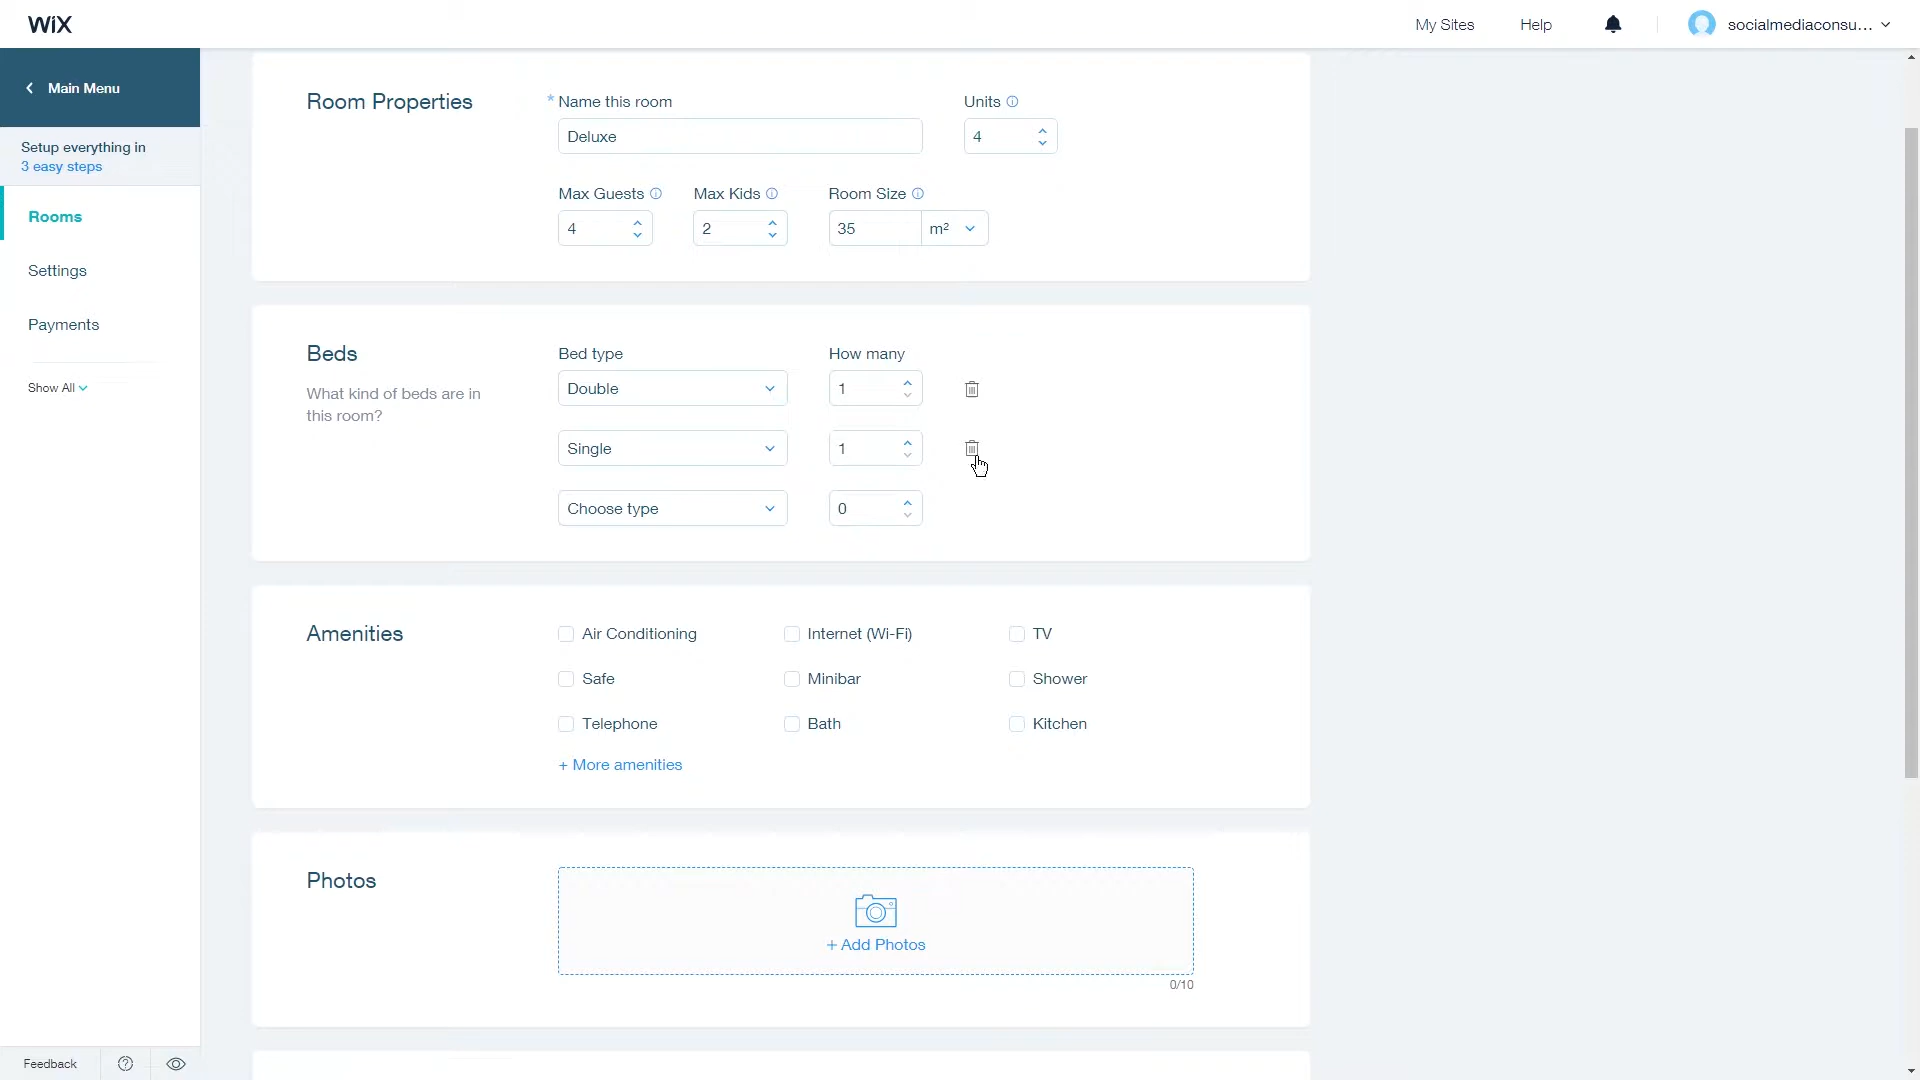 WiX
My Sites
Help
socialmediaconsu...
Main Menu
Setup everything in
3 easy steps
Rooms
Settings
Payments
Show All
Room Properties
* Name this room
Units
Deluxe
4
Max Guests
Max Kids
Room Size
4
2
35
m²
Beds
What kind of beds are in
this room?
Bed type
How many
Double
1
Single
1
Choose type
0
Amenities
Air Conditioning
Internet (Wi-Fi)
TV
Safe
Minibar
Shower
Telephone
Bath
Kitchen
+ More amenities
Photos
+ Add Photos
0/10
Feedback